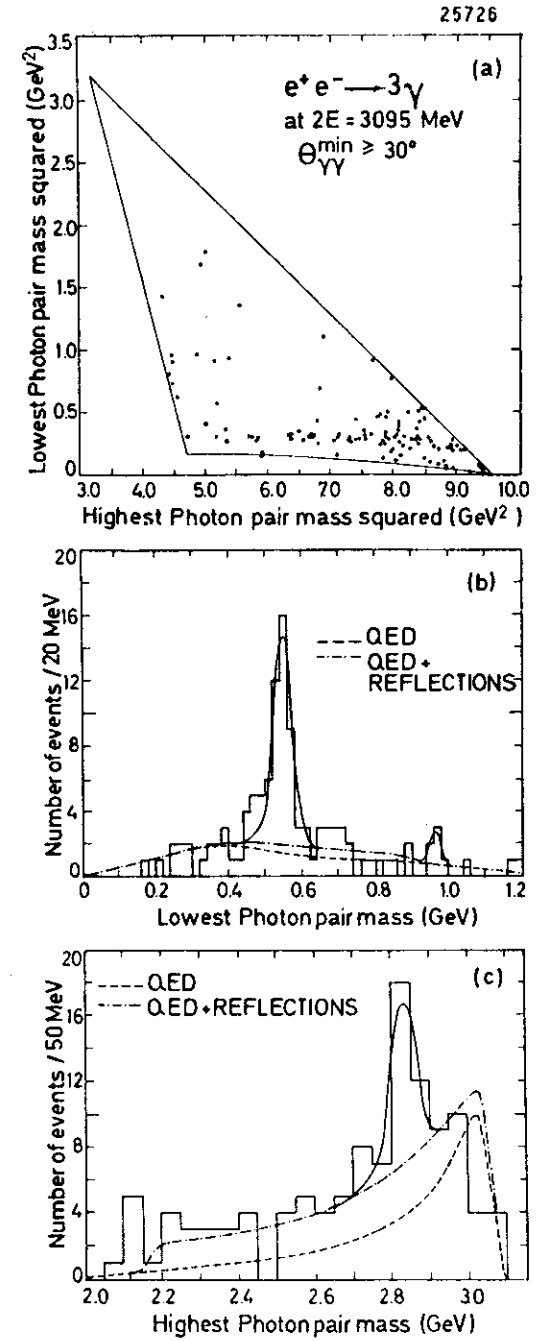 25726
(a)
e⁺ e⁻ → 3γ
at 2E = 3095 MeV
Θγγ^min ≥ 30°
Lowest Photon pair mass squared (GeV²)
3.5
3.0
2.5
2.0
1.5
1.0
0.5
0
3.0 4.0 5.0 6.0 7.0 8.0 9.0 10.0
Highest Photon pair mass squared (GeV²)
(b)
QED
QED +
REFLECTIONS
Number of events / 20 MeV
20
16
12
8
4
0
0 0.2 0.4 0.6 0.8 1.0 1.2
Lowest Photon pair mass (GeV)
(c)
QED
QED+REFLECTIONS
Number of events / 50 MeV
20
16
12
8
4
0
2.0 2.2 2.4 2.6 2.8 3.0
Highest Photon pair mass (GeV)